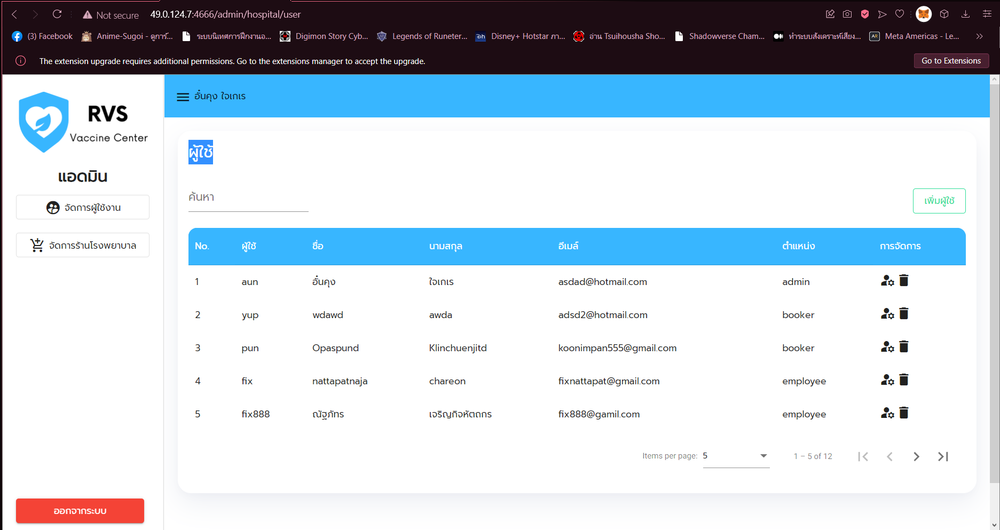 Not secure 49.0.124.7:4666/admin/hospital/user
(3) Facebook Anime-Sugoi - ดูการ์... ระบบนิเทศการฝึกงานอ... Digimon Story Cyb... Legends of Runeter... Disney+ Hotstar ภา... อ่าน Tsuihousha Sho... Shadowverse Cham... ทำระบบสังเคราะห์เสียง... AR Meta Americas - Le...
The extension upgrade requires additional permissions. Go to the extensions manager to accept the upgrade. Go to Extensions
RVS
Vaccine Center
แอดมิน
จัดการผู้ใช้งาน
จัดการร้านโรงพยาบาล
ออกจากระบบ
อั๋นคุง ใจเกเร
ผู้ใช้
ค้นหา
เพิ่มผู้ใช้
No. ผู้ใช้ ชื่อ นามสกุล อีเมล์ ตำแหน่ง การจัดการ
1 aun อั๋นคุง ใจเกเร asdad@hotmail.com admin
2 yup wdawd awda adsd2@hotmail.com booker
3 pun Opaspund Klinchuenjitd koonimpan555@gmail.com booker
4 fix nattapatnaja chareon fixnattapat@gmail.com employee
5 fix888 ณัฐภัทร เจริญกิจหัตถกร fix888@gamil.com employee
Items per page: 5 1 – 5 of 12